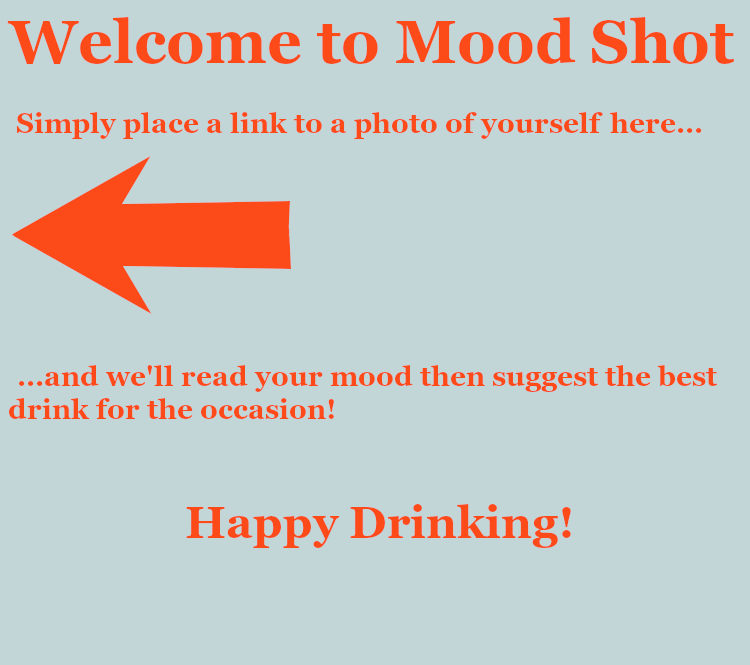 Welcome to Mood Shot
Simply place a link to a photo of yourself here...
...and we'll read your mood then suggest the best
drink for the occasion!
Happy Drinking!